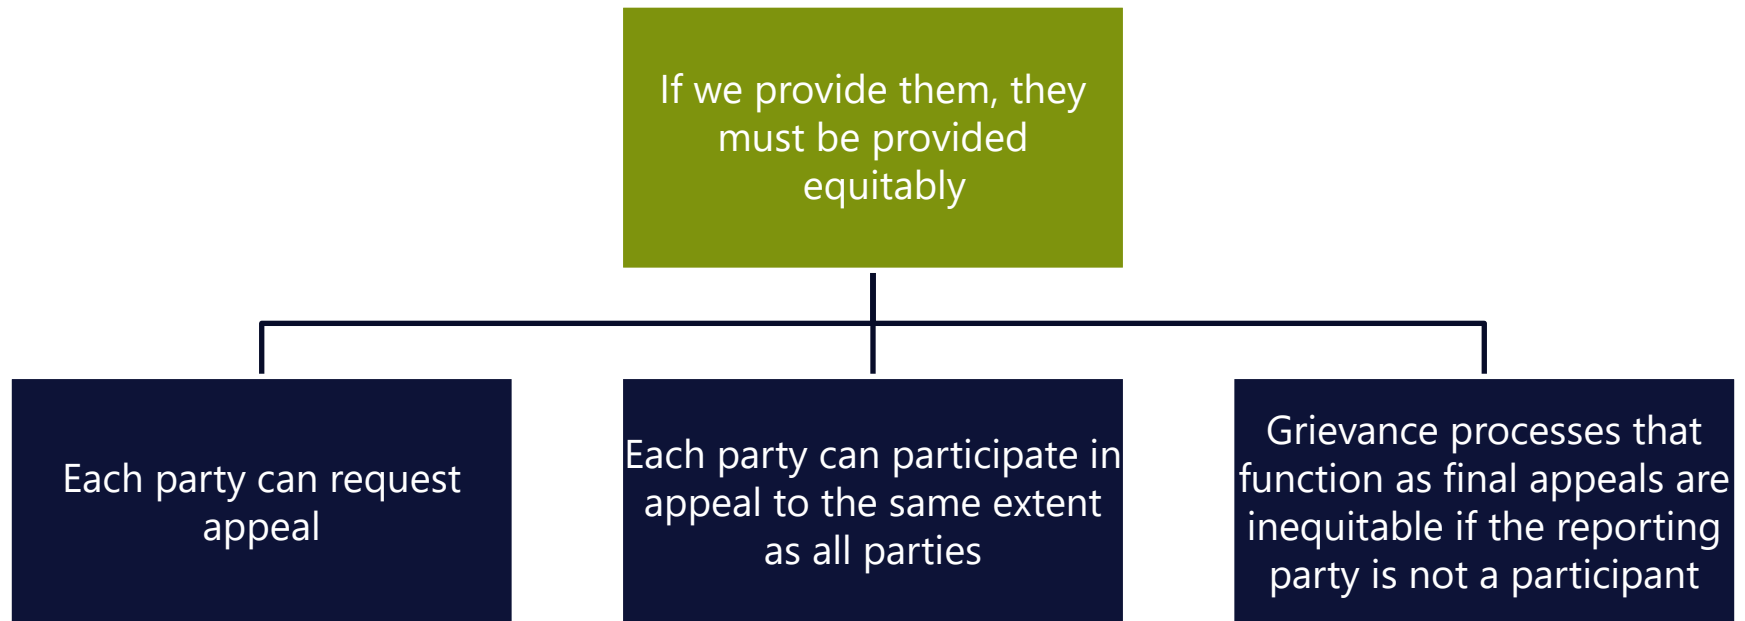 If we provide them, they
must be provided
equitably
Each party can request
appeal
Each party can participate in
appeal to the same extent
as all parties
Grievance processes that
function as final appeals are
inequitable if the reporting
party is not a participant